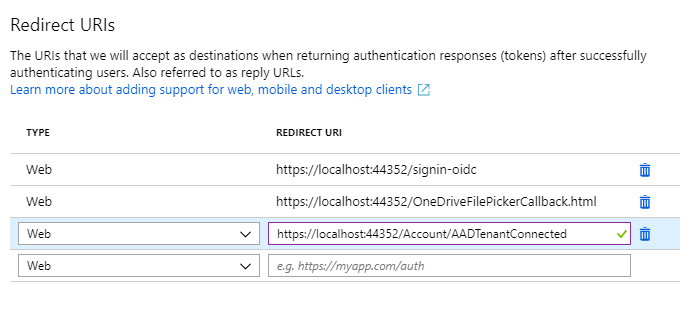 Redirect URIs
The URIs that we will accept as destinations when returning authentication responses (tokens) after successfully
authenticating users. Also referred to as reply URLs.
Learn more about adding support for web, mobile and desktop clients
TYPE REDIRECT URI
Web https://localhost:44352/signin-oidc
Web https://localhost:44352/OneDriveFilePickerCallback.html
Web https://localhost:44352/Account/AADTenantConnected
Web e.g. https://myapp.com/auth